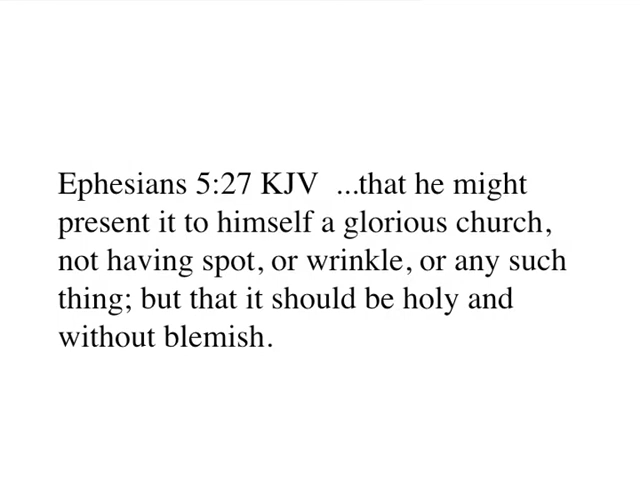 Ephesians 5:27 KJV  ...that he might
present it to himself a glorious church,
not having spot, or wrinkle, or any such
thing; but that it should be holy and
without blemish.